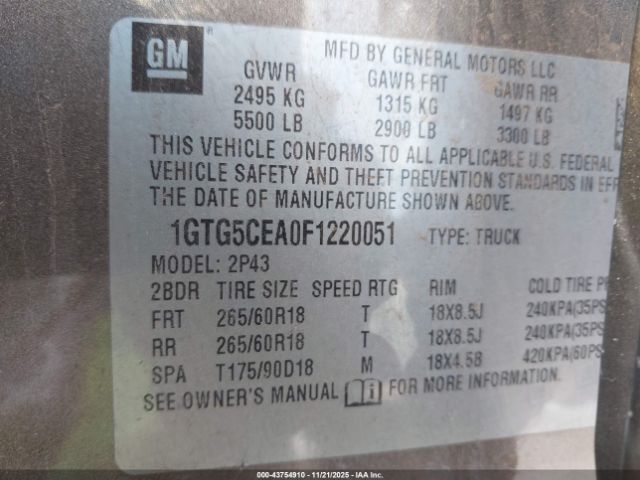 GM
MFD BY GENERAL MOTORS LLC
GVWR GAWR FRT GAWR RR
2495 KG 1315 KG 1497 KG
5500 LB 2900 LB 3300 LB
THIS VEHICLE CONFORMS TO ALL APPLICABLE U.S. FEDERAL
VEHICLE SAFETY AND THEFT PREVENTION STANDARDS IN EFF
THE DATE OF MANUFACTURE SHOWN ABOVE.
1GTG5CEA0F1220051 TYPE: TRUCK
MODEL: 2P43
2BDR TIRE SIZE SPEED RTG RIM COLD TIRE P
FRT 265/60R18 T 18X8.5J 240KPA(35PS
RR 265/60R18 T 18X8.5J 240KPA(35PS
SPA T175/90D18 M 18X4.5B 420KPA(60PS
SEE OWNER'S MANUAL i FOR MORE INFORMATION.
000-43754910 | 11/21/2025 | IAA Inc.